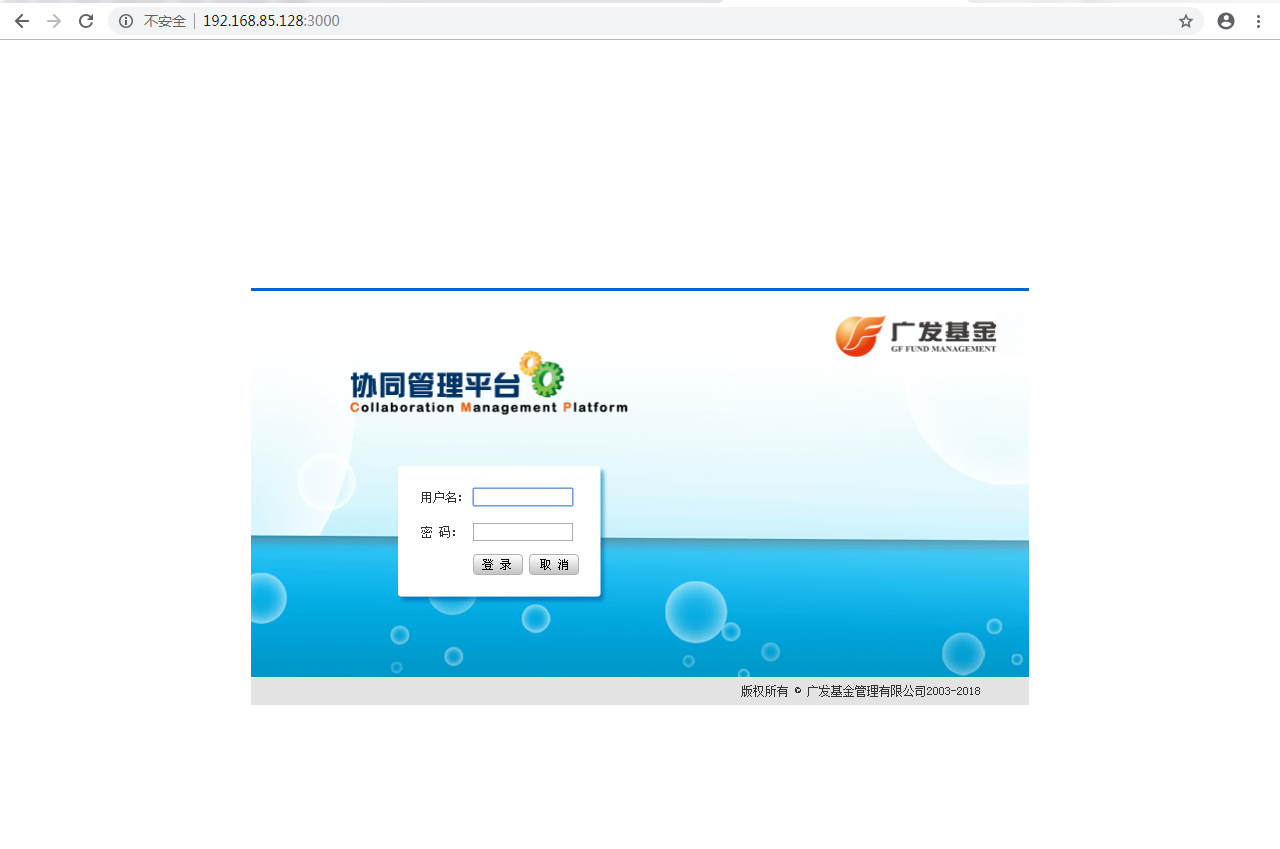 不安全 192.168.85.128:3000
广发基金
GF FUND MANAGEMENT
协同管理平台
Collaboration Management Platform
用户名：
密 码：
登 录 取 消
版权所有 © 广发基金管理有限公司2003-2018